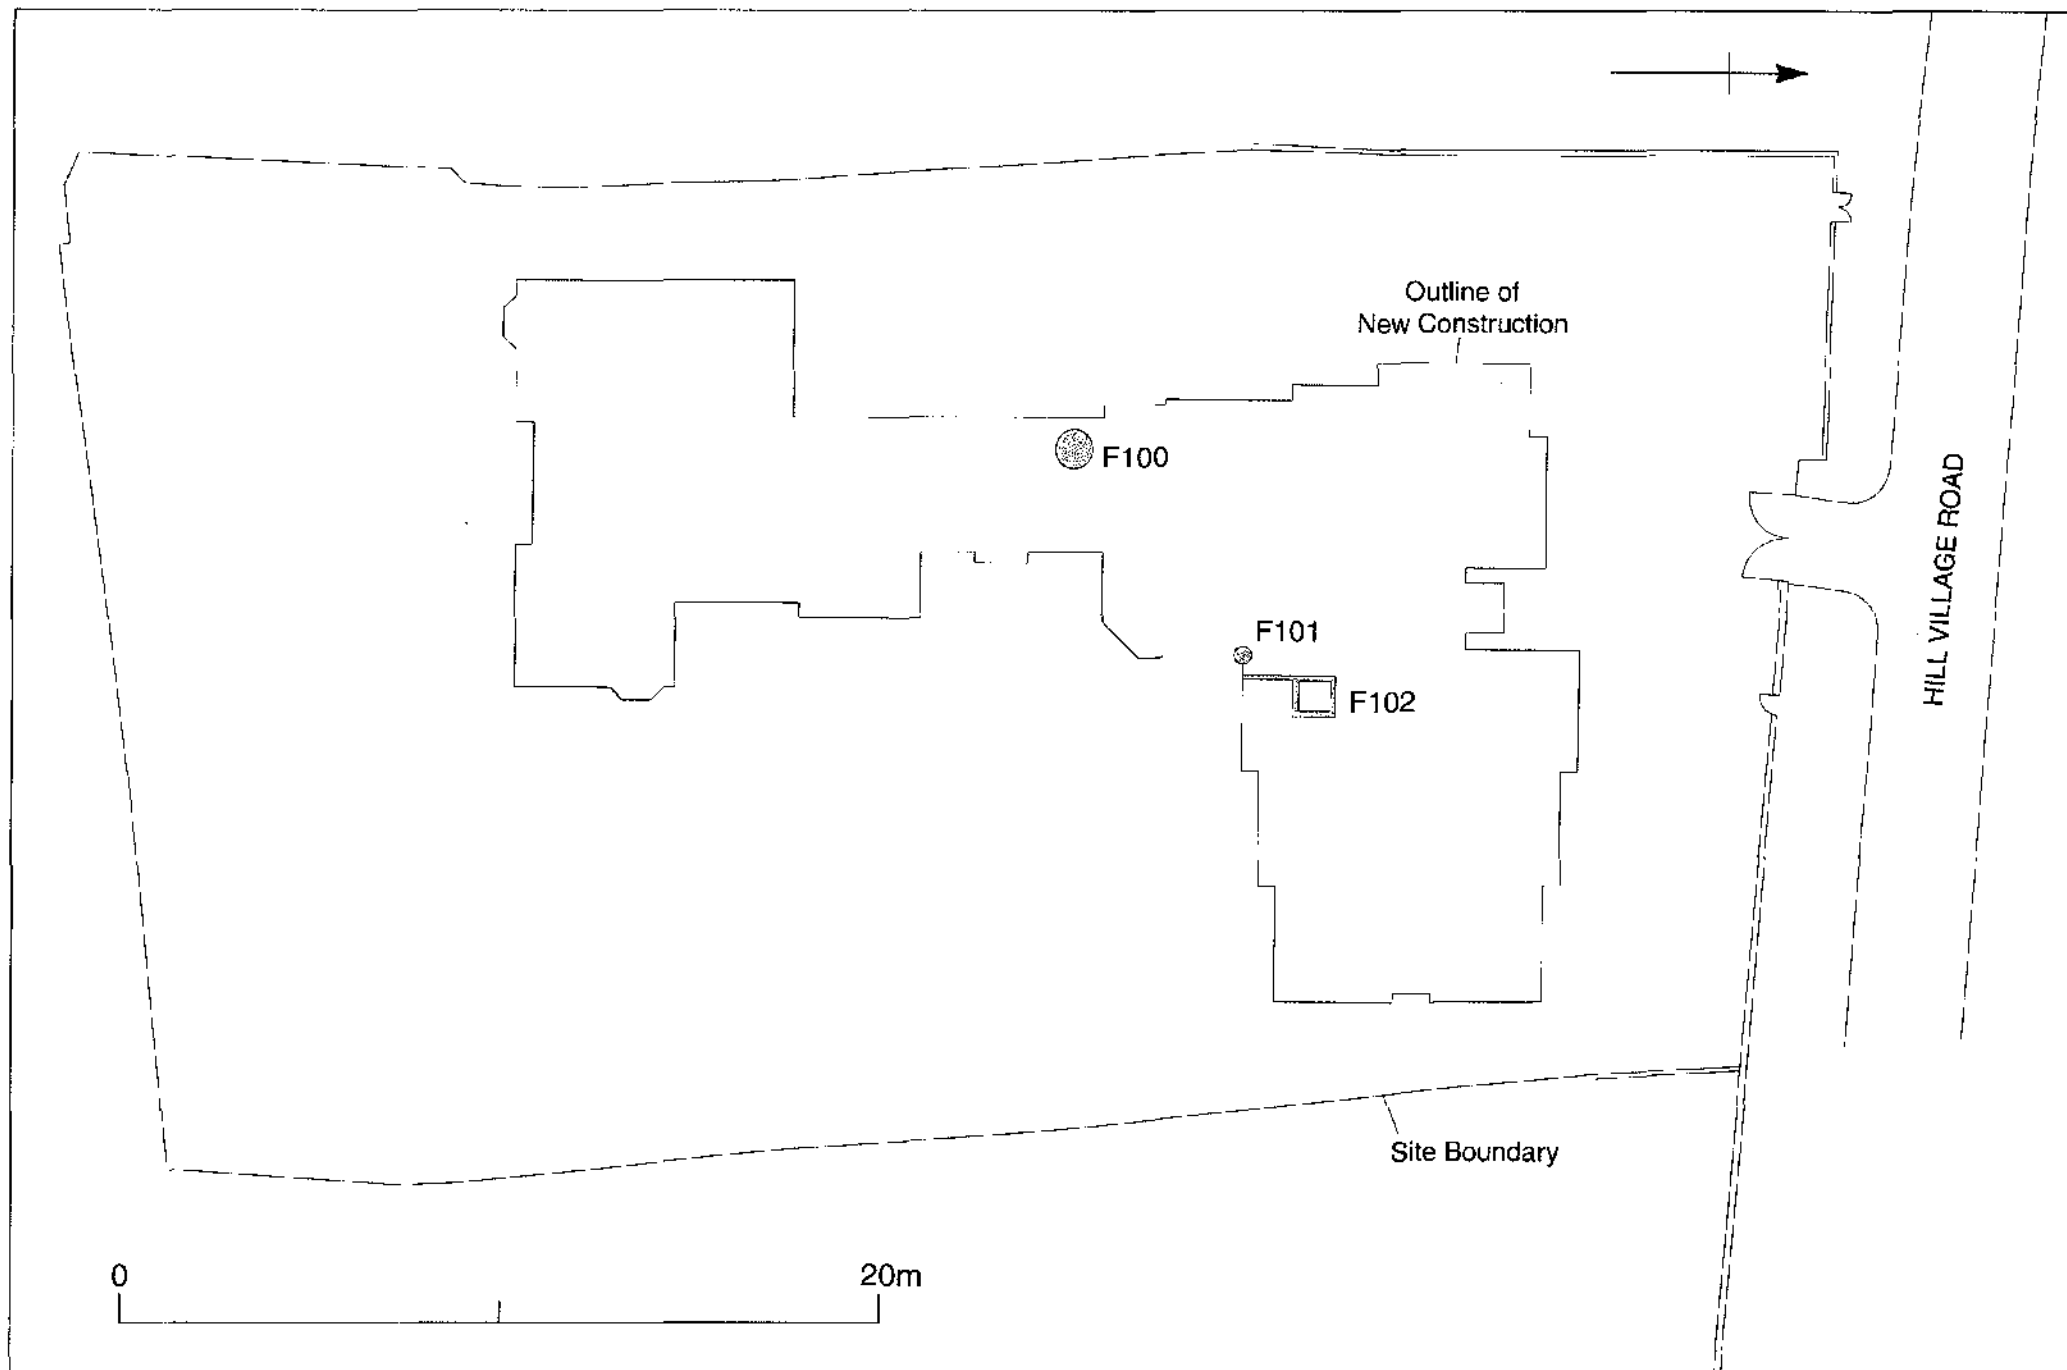 Outline of
New Construction
F100
HILL VILLAGE ROAD
F101
F102
Site Boundary
0
20m